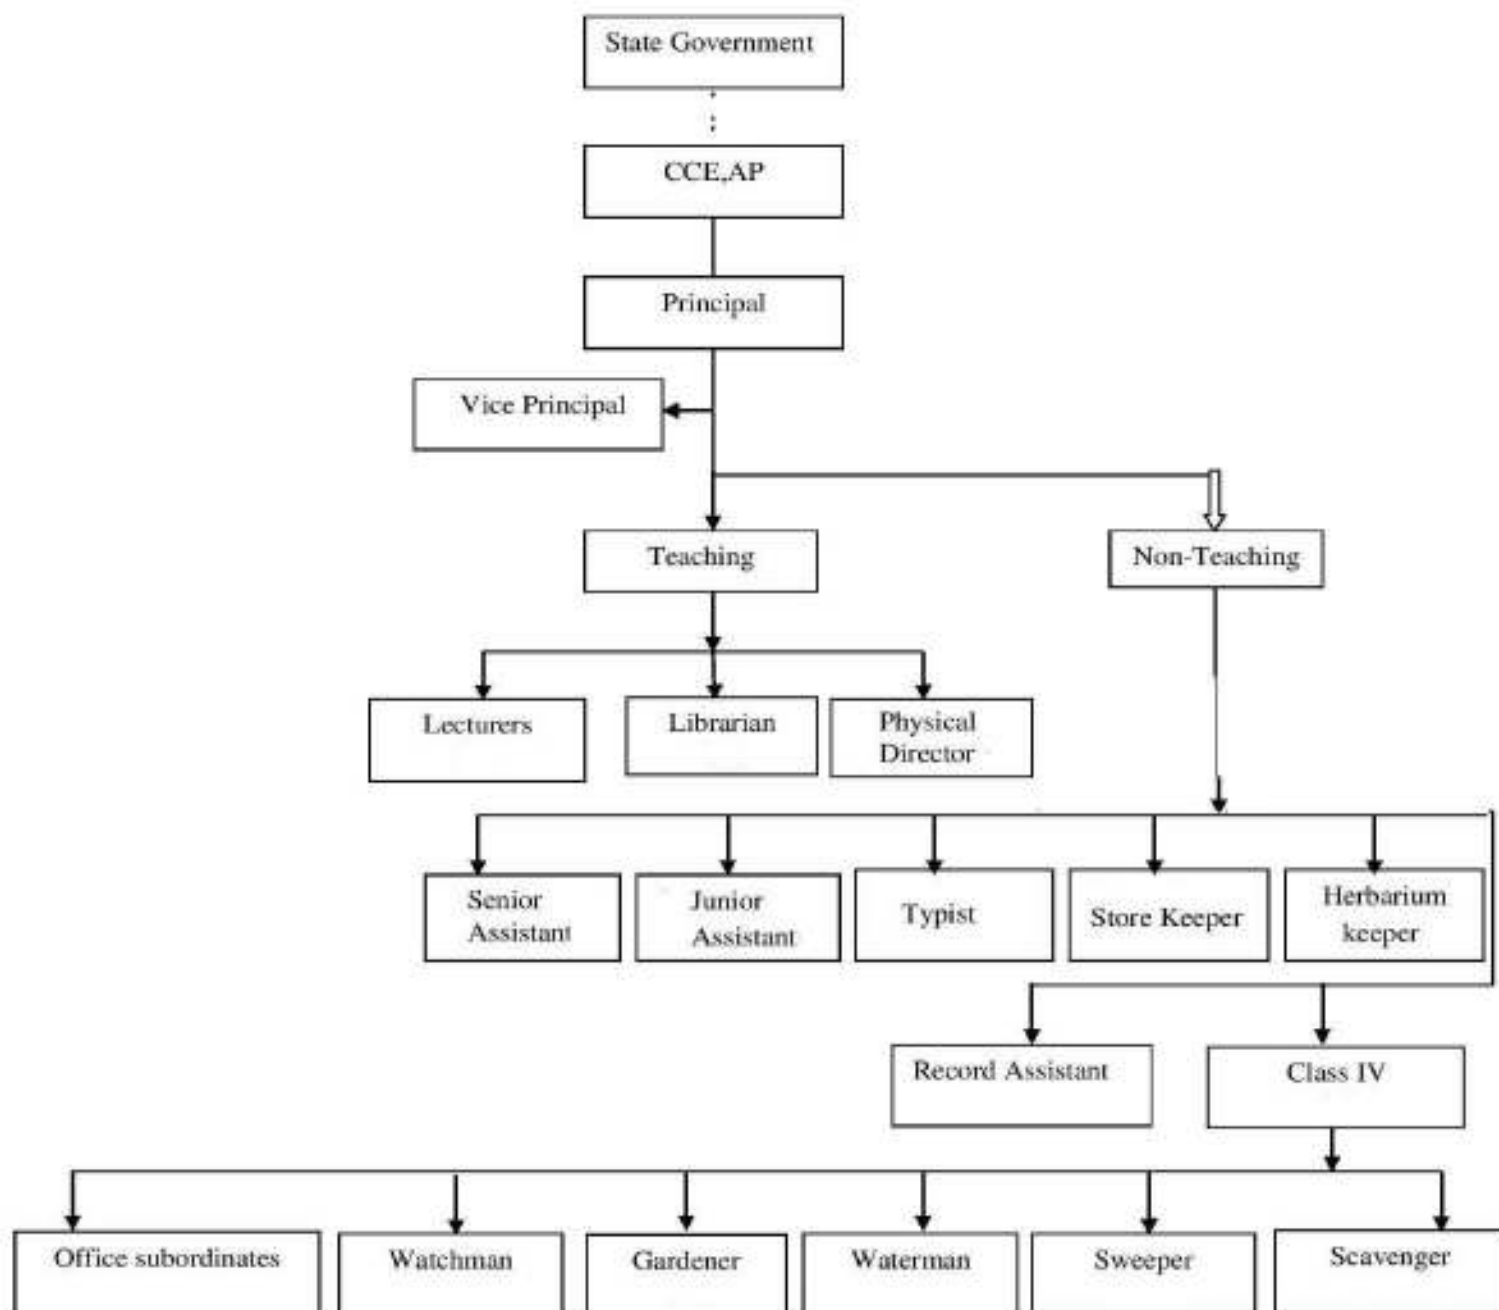 State Government
CCE,AP
Principal
Vice Principal
Teaching
Non-Teaching
Lecturers
Librarian
Physical
Director
Senior
Assistant
Junior
Assistant
Typist
Store Keeper
Herbarium
keeper
Record Assistant
Class IV
Office subordinates
Watchman
Gardener
Waterman
Sweeper
Scavenger